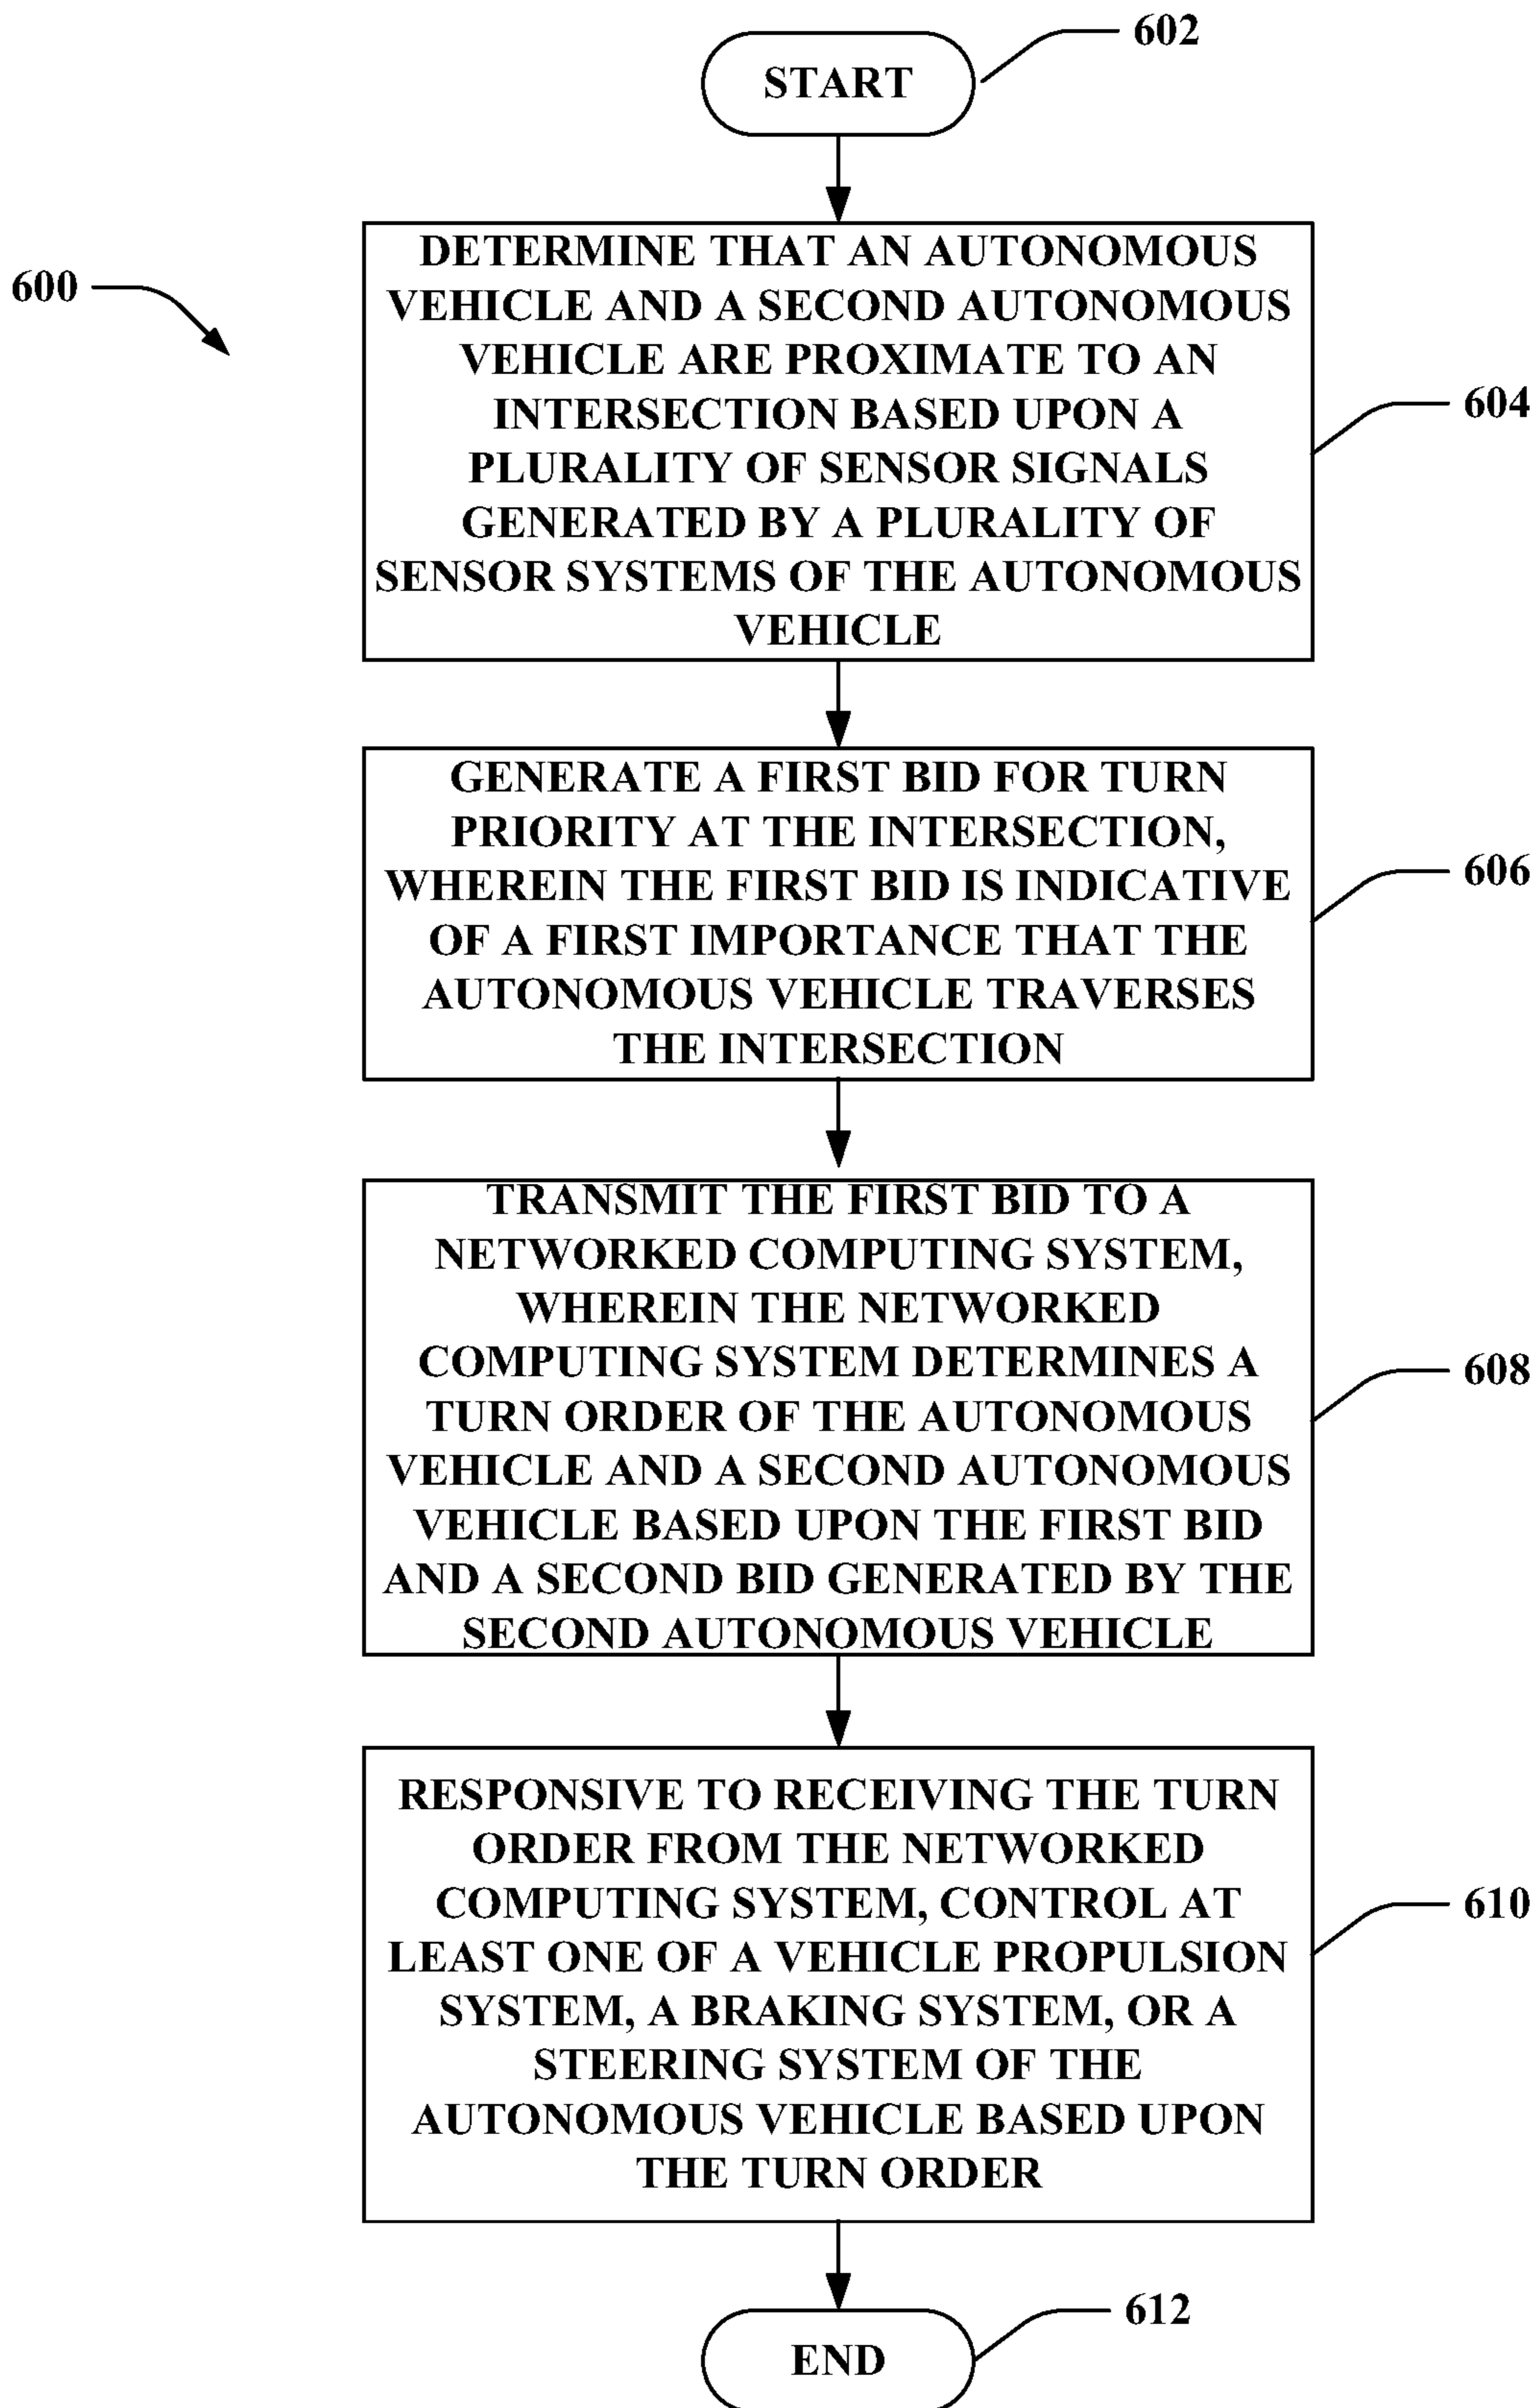 602
START
600
DETERMINE THAT AN AUTONOMOUS
VEHICLE AND A SECOND AUTONOMOUS
VEHICLE ARE PROXIMATE TO AN
INTERSECTION BASED UPON A
PLURALITY OF SENSOR SIGNALS
GENERATED BY A PLURALITY OF
SENSOR SYSTEMS OF THE AUTONOMOUS
VEHICLE
604
GENERATE A FIRST BID FOR TURN
PRIORITY AT THE INTERSECTION,
WHEREIN THE FIRST BID IS INDICATIVE
OF A FIRST IMPORTANCE THAT THE
AUTONOMOUS VEHICLE TRAVERSES
THE INTERSECTION
606
TRANSMIT THE FIRST BID TO A
NETWORKED COMPUTING SYSTEM,
WHEREIN THE NETWORKED
COMPUTING SYSTEM DETERMINES A
TURN ORDER OF THE AUTONOMOUS
VEHICLE AND A SECOND AUTONOMOUS
VEHICLE BASED UPON THE FIRST BID
AND A SECOND BID GENERATED BY THE
SECOND AUTONOMOUS VEHICLE
608
RESPONSIVE TO RECEIVING THE TURN
ORDER FROM THE NETWORKED
COMPUTING SYSTEM, CONTROL AT
LEAST ONE OF A VEHICLE PROPULSION
SYSTEM, A BRAKING SYSTEM, OR A
STEERING SYSTEM OF THE
AUTONOMOUS VEHICLE BASED UPON
THE TURN ORDER
610
612
END